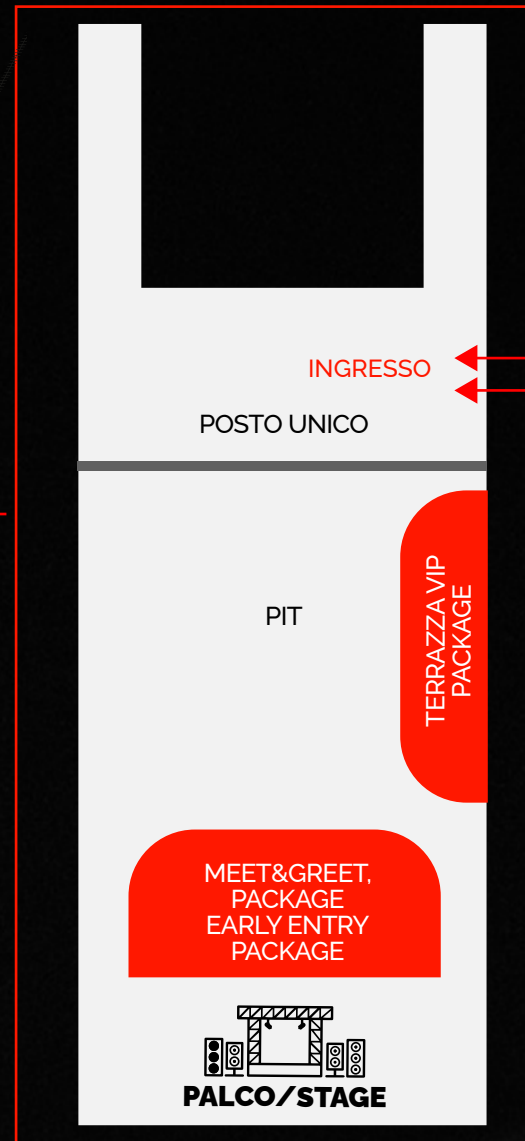 INGRESSO
POSTO UNICO
PIT
TERRAZZA VIP
PACKAGE
MEET&GREET,
PACKAGE
EARLY ENTRY
PACKAGE
PALCO/STAGE